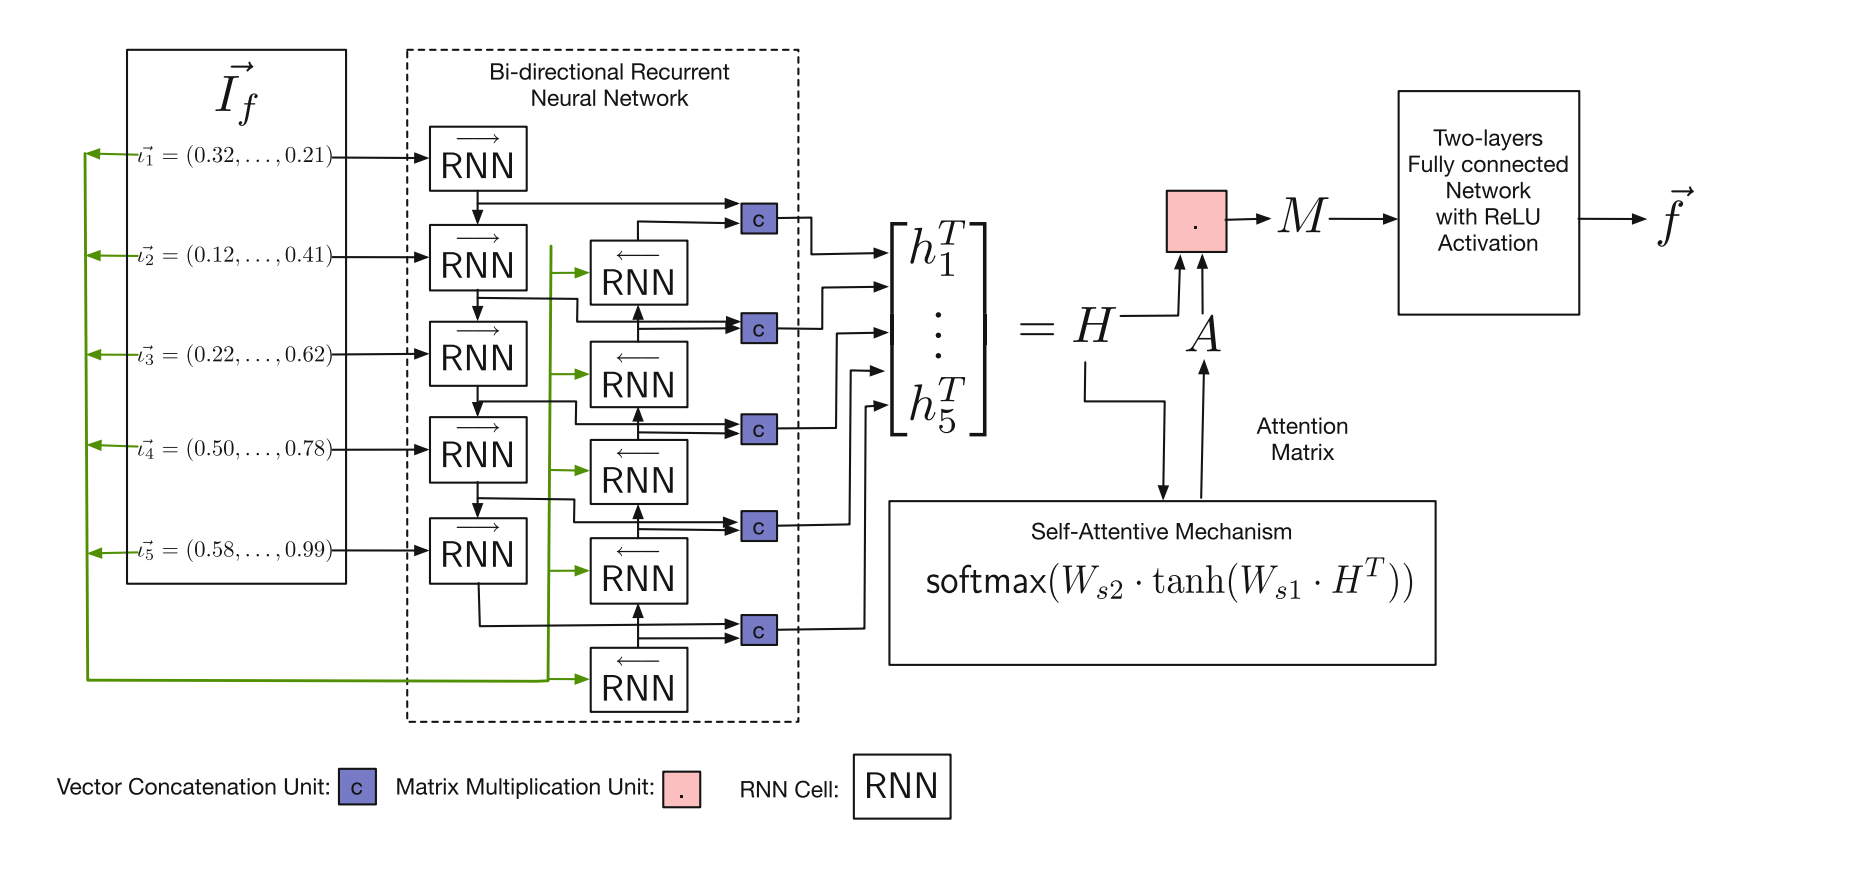 $\vec{I_f}$
$\vec{\iota_1} = (0.32, \ldots, 0.21)$
$\vec{\iota_2} = (0.12, \ldots, 0.41)$
$\vec{\iota_3} = (0.22, \ldots, 0.62)$
$\vec{\iota_4} = (0.50, \ldots, 0.78)$
$\vec{\iota_5} = (0.58, \ldots, 0.99)$
Bi-directional Recurrent
Neural Network
$\overrightarrow{\text{RNN}}$
$\overrightarrow{\text{RNN}}$
$\overrightarrow{\text{RNN}}$
$\overrightarrow{\text{RNN}}$
$\overrightarrow{\text{RNN}}$
$\overleftarrow{\text{RNN}}$
$\overleftarrow{\text{RNN}}$
$\overleftarrow{\text{RNN}}$
$\overleftarrow{\text{RNN}}$
$\overleftarrow{\text{RNN}}$
c
c
c
c
c
$h_1^T$
⋮
$h_5^T$
= H
A
.
M
Two-layers
Fully connected
Network
with ReLU
Activation
$\vec{f}$
Attention
Matrix
Self-Attentive Mechanism
$\text{softmax}(W_{s2} \cdot \tanh(W_{s1} \cdot H^T))$
Vector Concatenation Unit: c
Matrix Multiplication Unit: .
RNN Cell: RNN